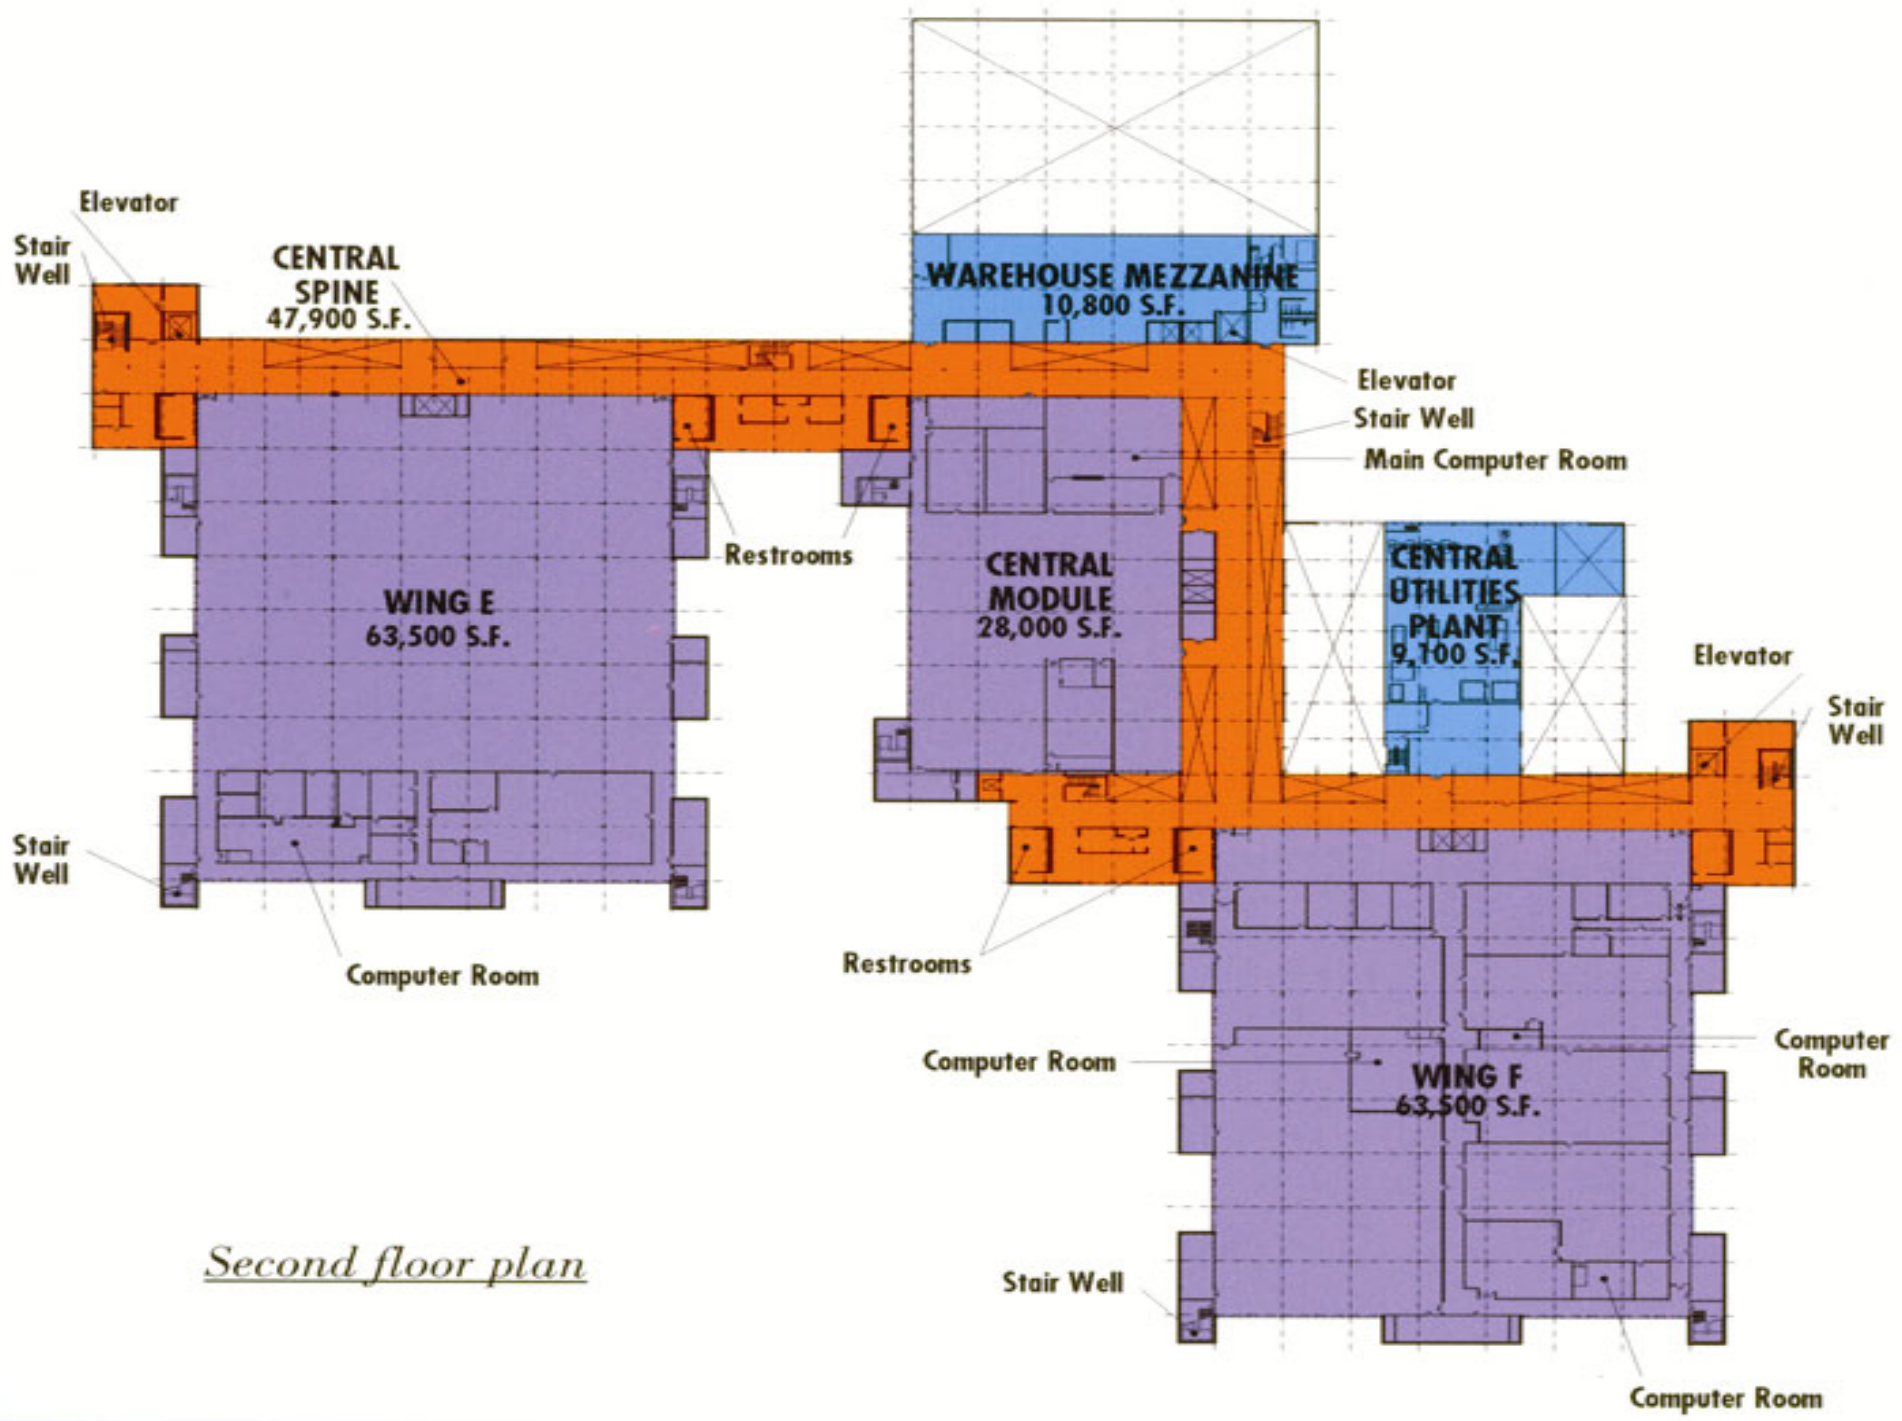 Elevator
Stair
Well
CENTRAL
SPINE
47,900 S.F.
WAREHOUSE MEZZANINE
10,800 S.F.
Elevator
Stair Well
Main Computer Room
Restrooms
WING E
63,500 S.F.
CENTRAL
MODULE
28,000 S.F.
CENTRAL
UTILITIES
PLANT
9,100 S.F.
Elevator
Stair
Well
Stair
Well
Computer Room
Restrooms
Computer Room
WING F
63,500 S.F.
Computer
Room
Second floor plan
Stair Well
Computer Room